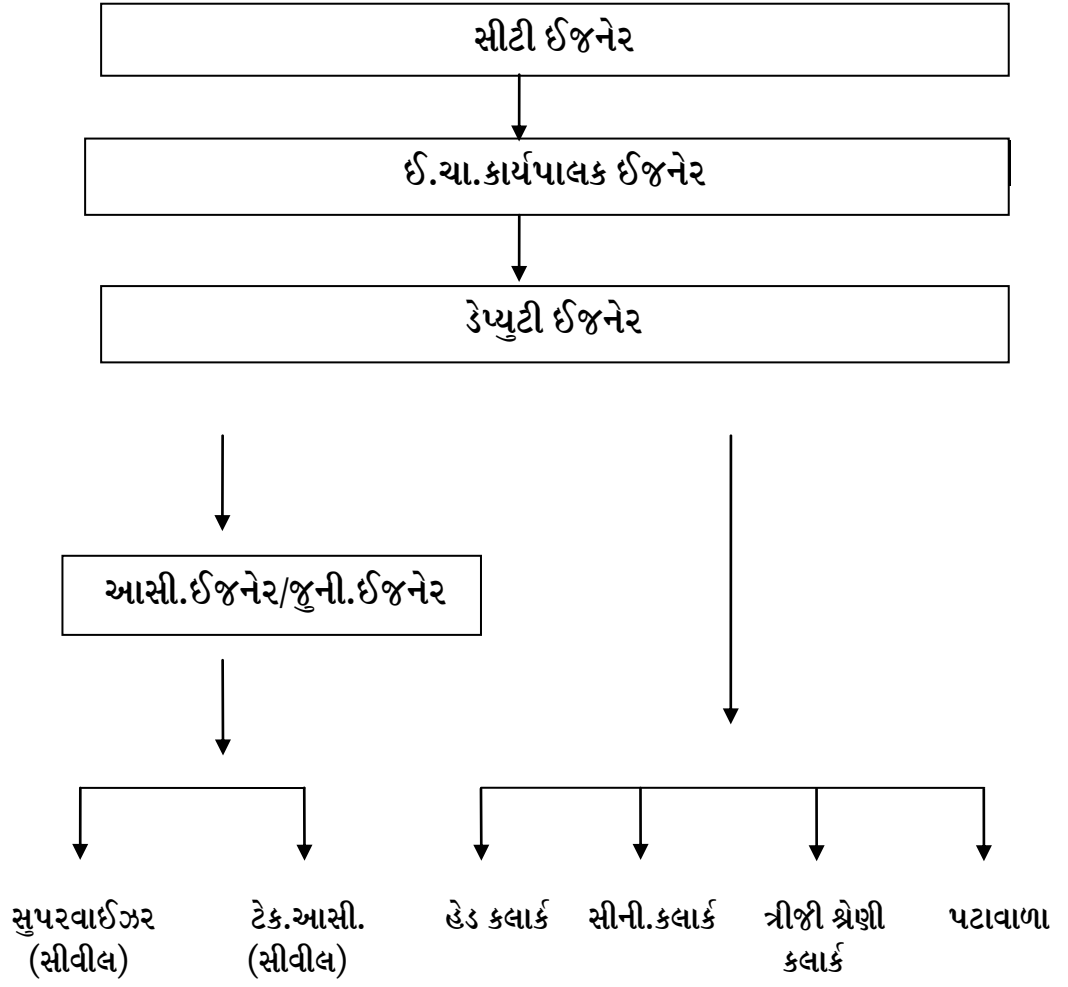 સીટી ઈજનેર
ઈ.ચા.કાર્યપાલક ઈજનેર
ડેપ્યુટી ઈજનેર
આસી.ઈજનેર/જુની.ઈજનેર
સુપરવાઈઝર
(સીવીલ)
ટેક.આસી.
(સીવીલ)
હેડ કલાર્ક
સીની.કલાર્ક
ત્રીજી શ્રેણી
કલાર્ક
પટાવાળા